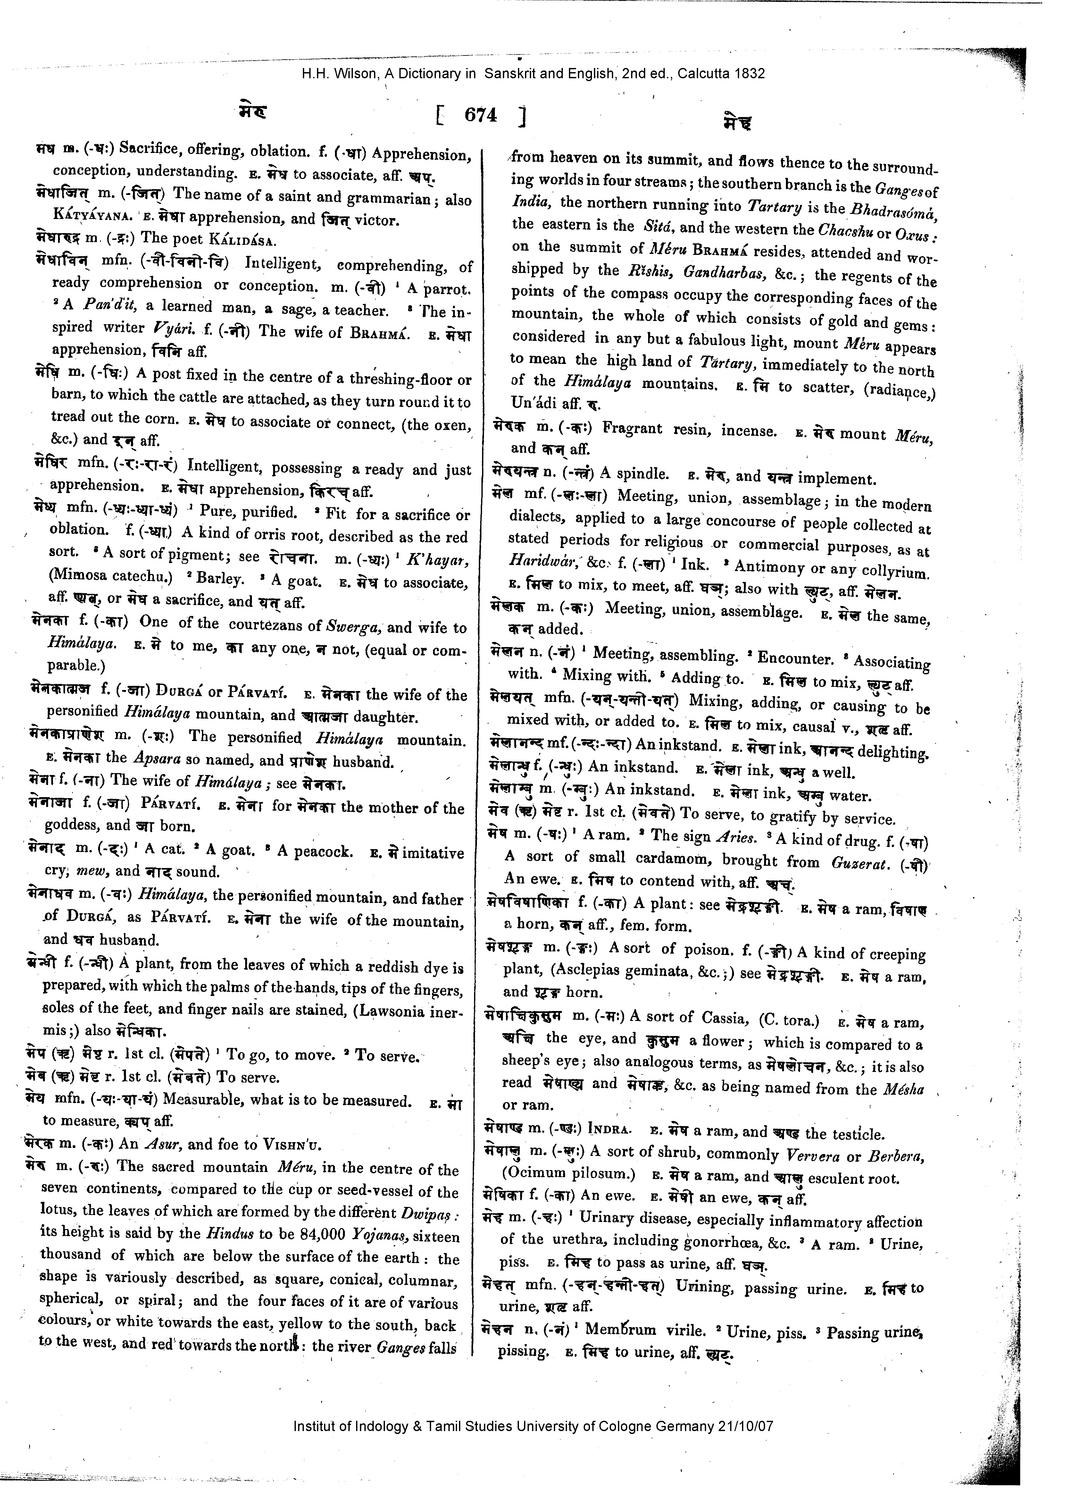 H.H. Wilson, A Dictionary in Sanskrit and English, 2nd ed., Calcutta 1832
मेरु
[ 674 ]
मेह
मेध m. (-धः) Sacrifice, offering, oblation. f. (-धा) Apprehension,
conception, understanding. E. मेध to associate, aff. अप्.
मेधाजित् m. (-जित्) The name of a saint and grammarian; also
KÁTYÁYANA. E. मेधा apprehension, and जित् victor.
मेधारुद्र m. (-द्रः) The poet KÁLIDÁSA.
मेधाविन् mfn. (-वी-विनी-वि) Intelligent, comprehending, of
ready comprehension or conception. m. (-वी) ¹ A parrot.
² A Pan'd'it, a learned man, a sage, a teacher. ³ The in-
spired writer Vyári. f. (-नी) The wife of BRAHMÁ. E. मेधा
apprehension, विनि aff.
मेधि m. (-धिः) A post fixed in the centre of a threshing-floor or
barn, to which the cattle are attached, as they turn round it to
tread out the corn. E. मेध to associate or connect, (the oxen,
&c.) and इन् aff.
मेधिर mfn. (-रः-रा-रं) Intelligent, possessing a ready and just
apprehension. E. मेधा apprehension, किरच् aff.
मेध्य mfn. (-ध्यः-ध्या-ध्यं) ¹ Pure, purified. ² Fit for a sacrifice or
oblation. f. (-ध्या) A kind of orris root, described as the red
sort. ² A sort of pigment; see रोचना. m. (-ध्यः) ¹ K'hayar,
(Mimosa catechu.) ² Barley. ³ A goat. E. मेध to associate,
aff. ण्यत्, or मेध a sacrifice, and यत् aff.
मेनका f. (-का) One of the courtezans of Swerga, and wife to
Himálaya. E. मे to me, का any one, न not, (equal or com-
parable.)
मेनकात्मजा f. (-जा) DURGÁ or PÁRVATÍ. E. मेनका the wife of the
personified Himálaya mountain, and आत्मजा daughter.
मेनकाप्राणेश m. (-शः) The personified Himálaya mountain.
E. मेनका the Apsara so named, and प्राणेश husband.
मेना f. (-ना) The wife of Himálaya; see मेनका.
मेनाजा f. (-जा) PÁRVATÍ. E. मेना for मेनका the mother of the
goddess, and जा born.
मेनाद m. (-दः) ¹ A cat. ² A goat. ³ A peacock. E. मे imitative
cry, mew, and नाद sound.
मेनाधव m. (-वः) Himálaya, the personified mountain, and father
of DURGÁ, as PÁRVATÍ. E. मेना the wife of the mountain,
and धव husband.
मेन्धी f. (-न्धी) A plant, from the leaves of which a reddish dye is
prepared, with which the palms of the hands, tips of the fingers,
soles of the feet, and finger nails are stained, (Lawsonia iner-
mis;) also मेन्धिका.
मेप (ऋ) मेपृ r. 1st cl. (मेपते) ¹ To go, to move. ² To serve.
मेब (ऋ) मेबृ r. 1st cl. (मेबते) To serve.
मेय mfn. (-यः-या-यं) Measurable, what is to be measured. E. मा
to measure, क्यप् aff.
मेरक m. (-कः) An Asur, and foe to VISHN'U.
मेरु m. (-रुः) The sacred mountain Méru, in the centre of the
seven continents, compared to the cup or seed-vessel of the
lotus, the leaves of which are formed by the different Dwipas:
its height is said by the Hindus to be 84,000 Yojanas, sixteen
thousand of which are below the surface of the earth: the
shape is variously described, as square, conical, columnar,
spherical, or spiral; and the four faces of it are of various
colours, or white towards the east, yellow to the south, back
to the west, and red towards the north: the river Ganges falls
from heaven on its summit, and flows thence to the surround-
ing worlds in four streams; the southern branch is the Ganges of
India, the northern running into Tartary is the Bhadrasómá,
the eastern is the Sitá, and the western the Chacshu or Oxus:
on the summit of Méru BRAHMÁ resides, attended and wor-
shipped by the Rĭshis, Gandharbas, &c.; the regents of the
points of the compass occupy the corresponding faces of the
mountain, the whole of which consists of gold and gems:
considered in any but a fabulous light, mount Méru appears
to mean the high land of Tártary, immediately to the north
of the Himálaya mountains. E. मि to scatter, (radiance,)
Un'ádi aff. रु.
मेरुक m. (-कः) Fragrant resin, incense. E. मेरु mount Méru,
and कन् aff.
मेरुयन्त्र n. (-न्त्रं) A spindle. E. मेरु, and यन्त्र implement.
मेल mf. (-लः-ला) Meeting, union, assemblage; in the modern
dialects, applied to a large concourse of people collected at
stated periods for religious or commercial purposes, as at
Haridwár, &c. f. (-ला) ¹ Ink. ² Antimony or any collyrium.
E. मिल to mix, to meet, aff. घञ्; also with ल्युट्, aff. मेलन.
मेलक m. (-कः) Meeting, union, assemblage. E. मेल the same,
कन् added.
मेलन n. (-नं) ¹ Meeting, assembling. ² Encounter. ³ Associating
with. ⁴ Mixing with. ⁵ Adding to. E. मिल to mix, ल्युट् aff.
मेलयत् mfn. (-यन्-यन्ती-यत्) Mixing, adding, or causing to be
mixed with, or added to. E. मिल to mix, causal v., शतृ aff.
मेलानन्द mf. (-न्दः-न्दा) An inkstand. E. मेला ink, आनन्द delighting.
मेलान्धु f. (-न्धुः) An inkstand. E. मेला ink, अन्धु a well.
मेलाम्बु m. (-म्बुः) An inkstand. E. मेला ink, अम्बु water.
मेव (ऋ) मेवृ r. 1st cl. (मेवते) To serve, to gratify by service.
मेष m. (-षः) ¹ A ram. ² The sign Aries. ³ A kind of drug. f. (-षा)
A sort of small cardamom, brought from Guzerat. (-षी)
An ewe. E. मिष to contend with, aff. अच्.
मेषविषाणिका f. (-का) A plant: see मेढ्रशृङ्गी. E. मेष a ram, विषाण
a horn, कन् aff., fem. form.
मेषशृङ्ग m. (-ङ्गः) A sort of poison. f. (-ङ्गी) A kind of creeping
plant, (Asclepias geminata, &c.;) see मेढ्रशृङ्गी. E. मेष a ram,
and शृङ्ग horn.
मेषाक्षिकुसुम m. (-मः) A sort of Cassia, (C. tora.) E. मेष a ram,
अक्षि the eye, and कुसुम a flower; which is compared to a
sheep's eye; also analogous terms, as मेषलोचन, &c.; it is also
read मेषाख्य and मेषाह्व, &c. as being named from the Mésha
or ram.
मेषाण्ड m. (-ण्डः) INDRA. E. मेष a ram, and अण्ड the testicle.
मेषालु m. (-लुः) A sort of shrub, commonly Ververa or Berbera,
(Ocimum pilosum.) E. मेष a ram, and आलु esculent root.
मेषिका f. (-का) An ewe. E. मेषी an ewe, कन् aff.
मेह m. (-हः) ¹ Urinary disease, especially inflammatory affection
of the urethra, including gonorrhœa, &c. ² A ram. ³ Urine,
piss. E. मिह to pass as urine, aff. घञ्.
मेहत् mfn. (-हन्-हन्ती-हत्) Urining, passing urine. E. मिह to
urine, शतृ aff.
मेहन n. (-नं) ¹ Membrum virile. ² Urine, piss. ³ Passing urine,
pissing. E. मिह to urine, aff. ल्युट्.
Institut of Indology & Tamil Studies University of Cologne Germany 21/10/07